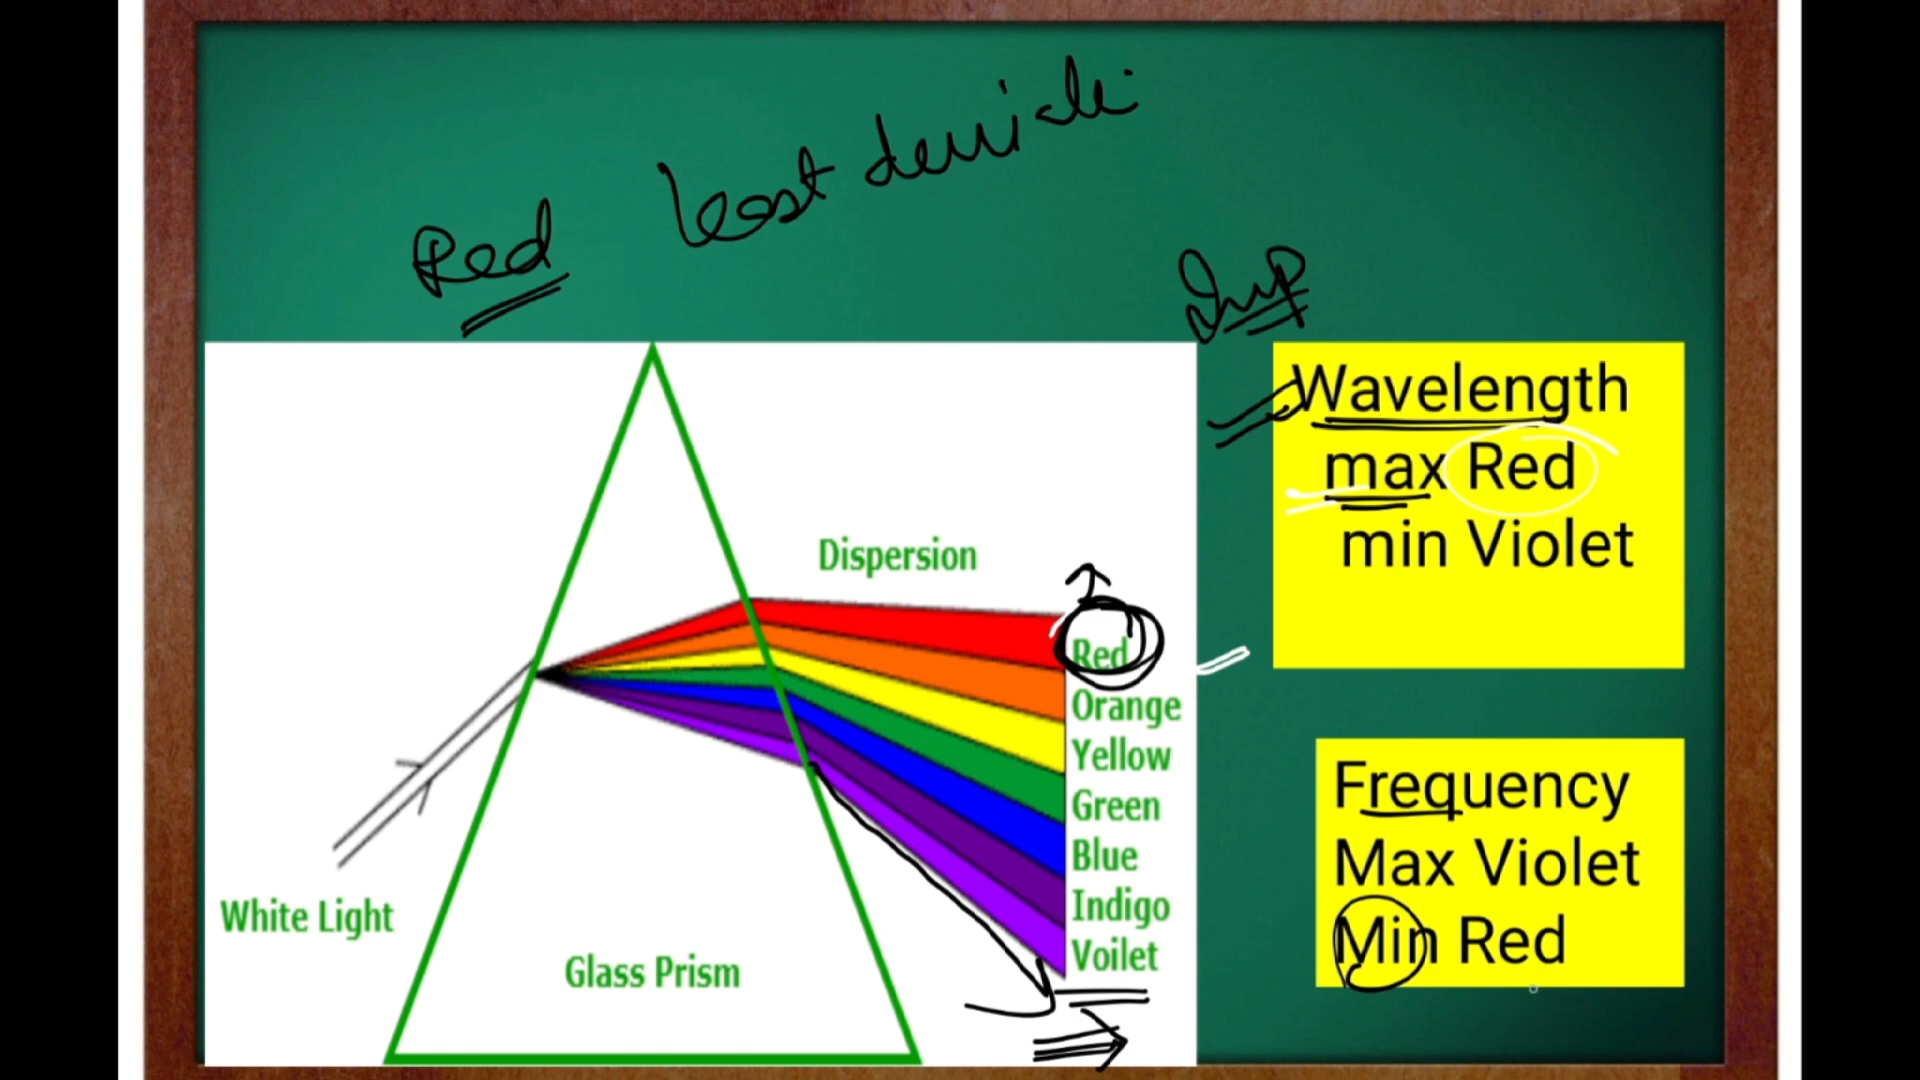 Red least devi
Imp
Wavelength
max Red
min Violet
Dispersion
Red
Orange
Yellow
Green
Blue
Indigo
Voilet
White Light
Glass Prism
Frequency
Max Violet
Min Red